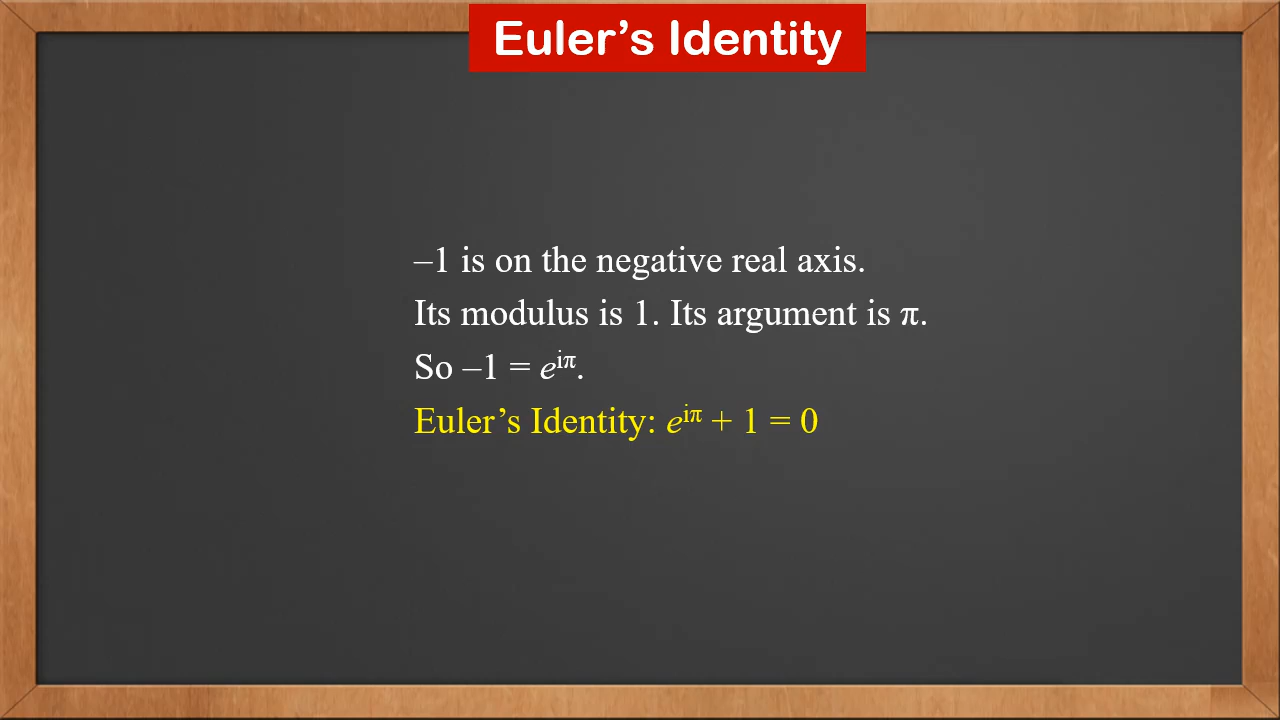 Euler’s Identity
–1 is on the negative real axis.
Its modulus is 1. Its argument is π.
So –1 = e^iπ.
Euler’s Identity: e^iπ + 1 = 0